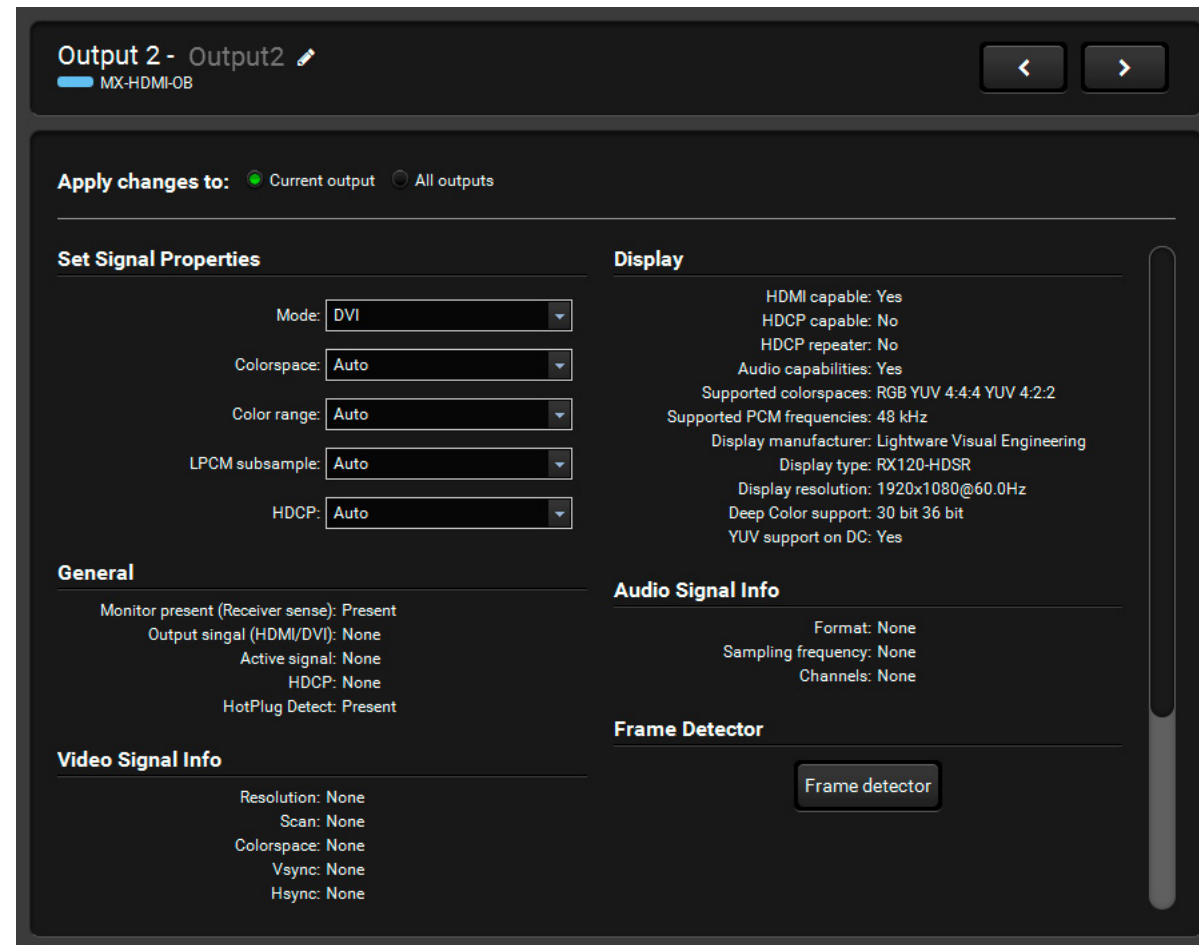 Output 2 - Output2
MX-HDMI-OB
Apply changes to: Current output All outputs
Set Signal Properties
Mode: DVI
Colorspace: Auto
Color range: Auto
LPCM subsample: Auto
HDCP: Auto
General
Monitor present (Receiver sense): Present
Output singal (HDMI/DVI): None
Active signal: None
HDCP: None
HotPlug Detect: Present
Video Signal Info
Resolution: None
Scan: None
Colorspace: None
Vsync: None
Hsync: None
Display
HDMI capable: Yes
HDCP capable: No
HDCP repeater: No
Audio capabilities: Yes
Supported colorspaces: RGB YUV 4:4:4 YUV 4:2:2
Supported PCM frequencies: 48 kHz
Display manufacturer: Lightware Visual Engineering
Display type: RX120-HDSR
Display resolution: 1920x1080@60.0Hz
Deep Color support: 30 bit 36 bit
YUV support on DC: Yes
Audio Signal Info
Format: None
Sampling frequency: None
Channels: None
Frame Detector
Frame detector